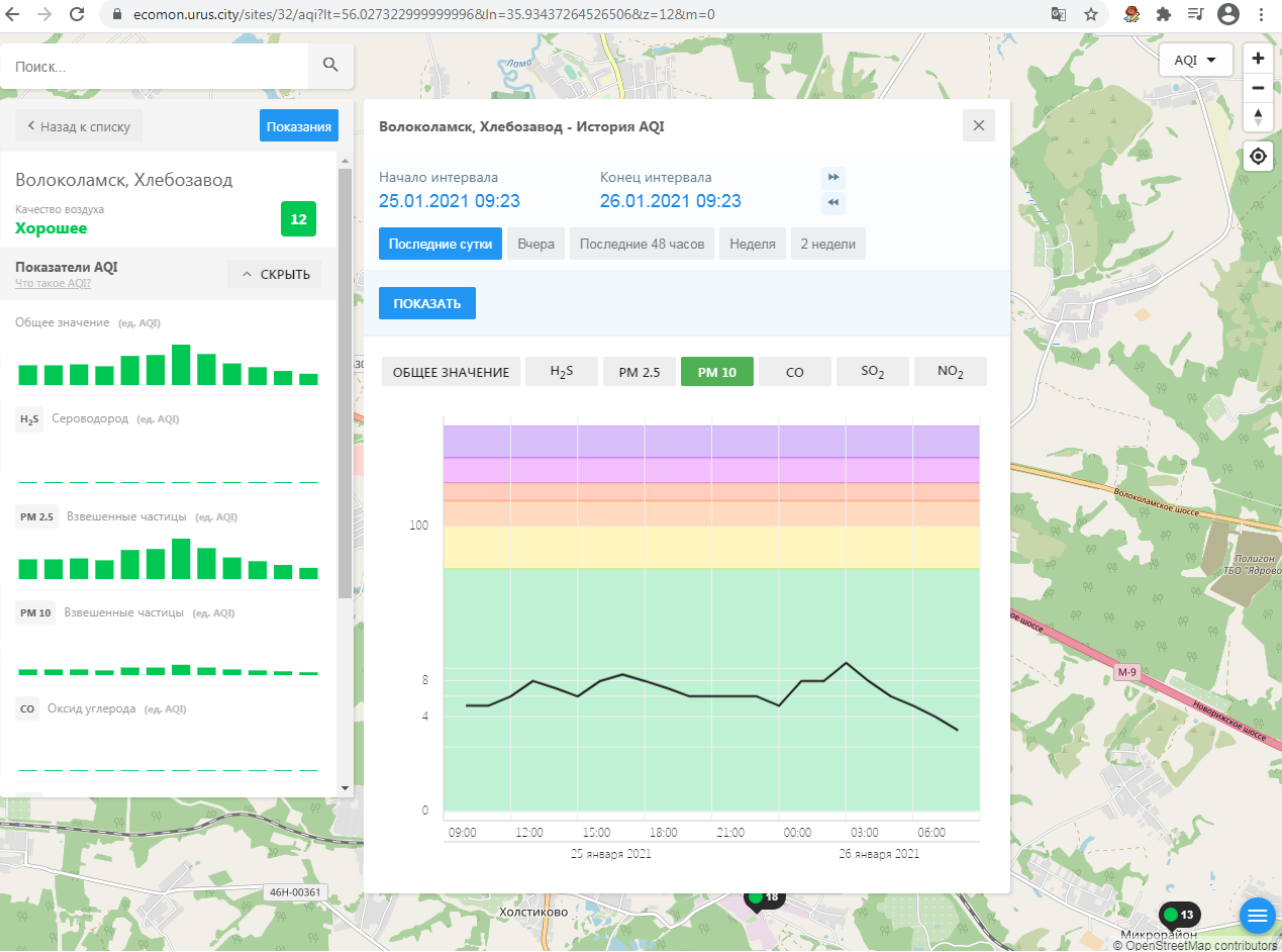 ecomon.urus.city/sites/32/aqi?lt=56.027322999999996&ln=35.93437264526506&z=12&m=0
Поиск...
Лома
AQI
Назад к списку
Показания
Волоколамск, Хлебозавод
Качество воздуха
Хорошее
12
Показатели AQI
Что такое AQI?
СКРЫТЬ
Общее значение (ед. AQI)
H2S Сероводород (ед. AQI)
PM 2.5 Взвешенные частицы (ед. AQI)
PM 10 Взвешенные частицы (ед. AQI)
CO Оксид углерода (ед. AQI)
Волоколамск, Хлебозавод - История AQI
Начало интервала
25.01.2021 09:23
Конец интервала
26.01.2021 09:23
Последние сутки
Вчера
Последние 48 часов
Неделя
2 недели
ПОКАЗАТЬ
ОБЩЕЕ ЗНАЧЕНИЕ
H2S
PM 2.5
PM 10
CO
SO2
NO2
100
8
4
0
09:00 12:00 15:00 18:00 21:00 00:00 03:00 06:00
25 января 2021 26 января 2021
Волоколамское шоссе
Полигон
ТБО "Ядрово
ое шоссе
М-9
Новорижское шоссе
46Н-00361
Холстиково
18
13
Микрорайон
© OpenStreetMap contributors